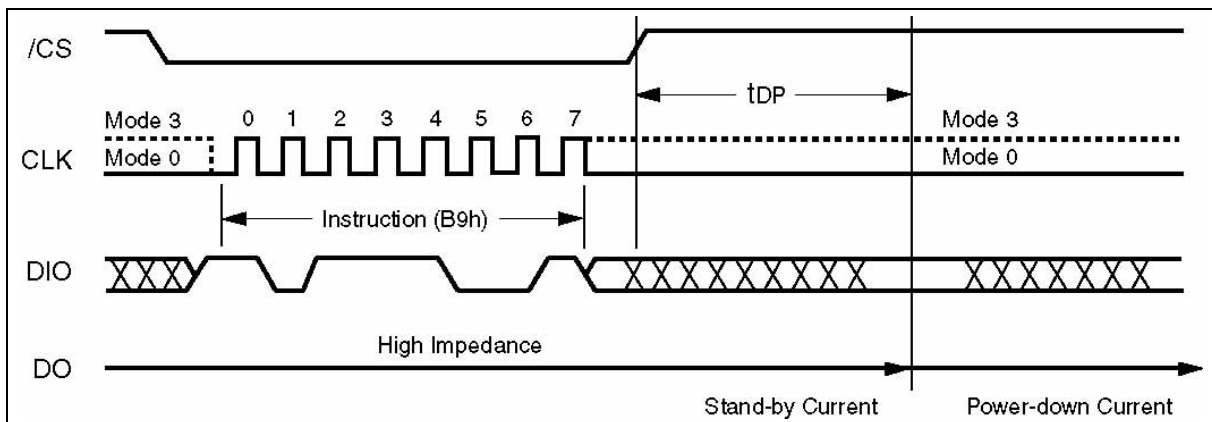 /CS
tDP
Mode 3 0 1 2 3 4 5 6 7 Mode 3
CLK Mode 0 Mode 0
Instruction (B9h)
DIO
High Impedance
DO
Stand-by Current Power-down Current